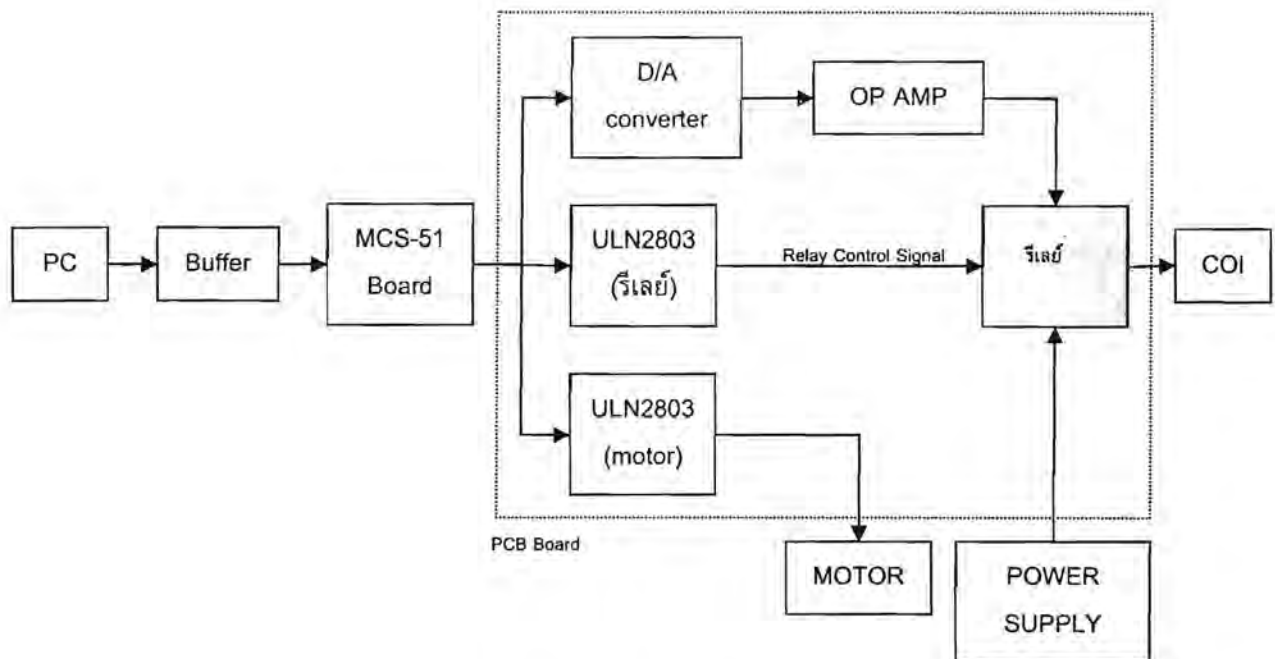 D/A
converter
OP AMP
PC
Buffer
MCS-51
Board
ULN2803
(รีเลย์)
Relay Control Signal
รีเลย์
COI
ULN2803
(motor)
PCB Board
MOTOR
POWER
SUPPLY